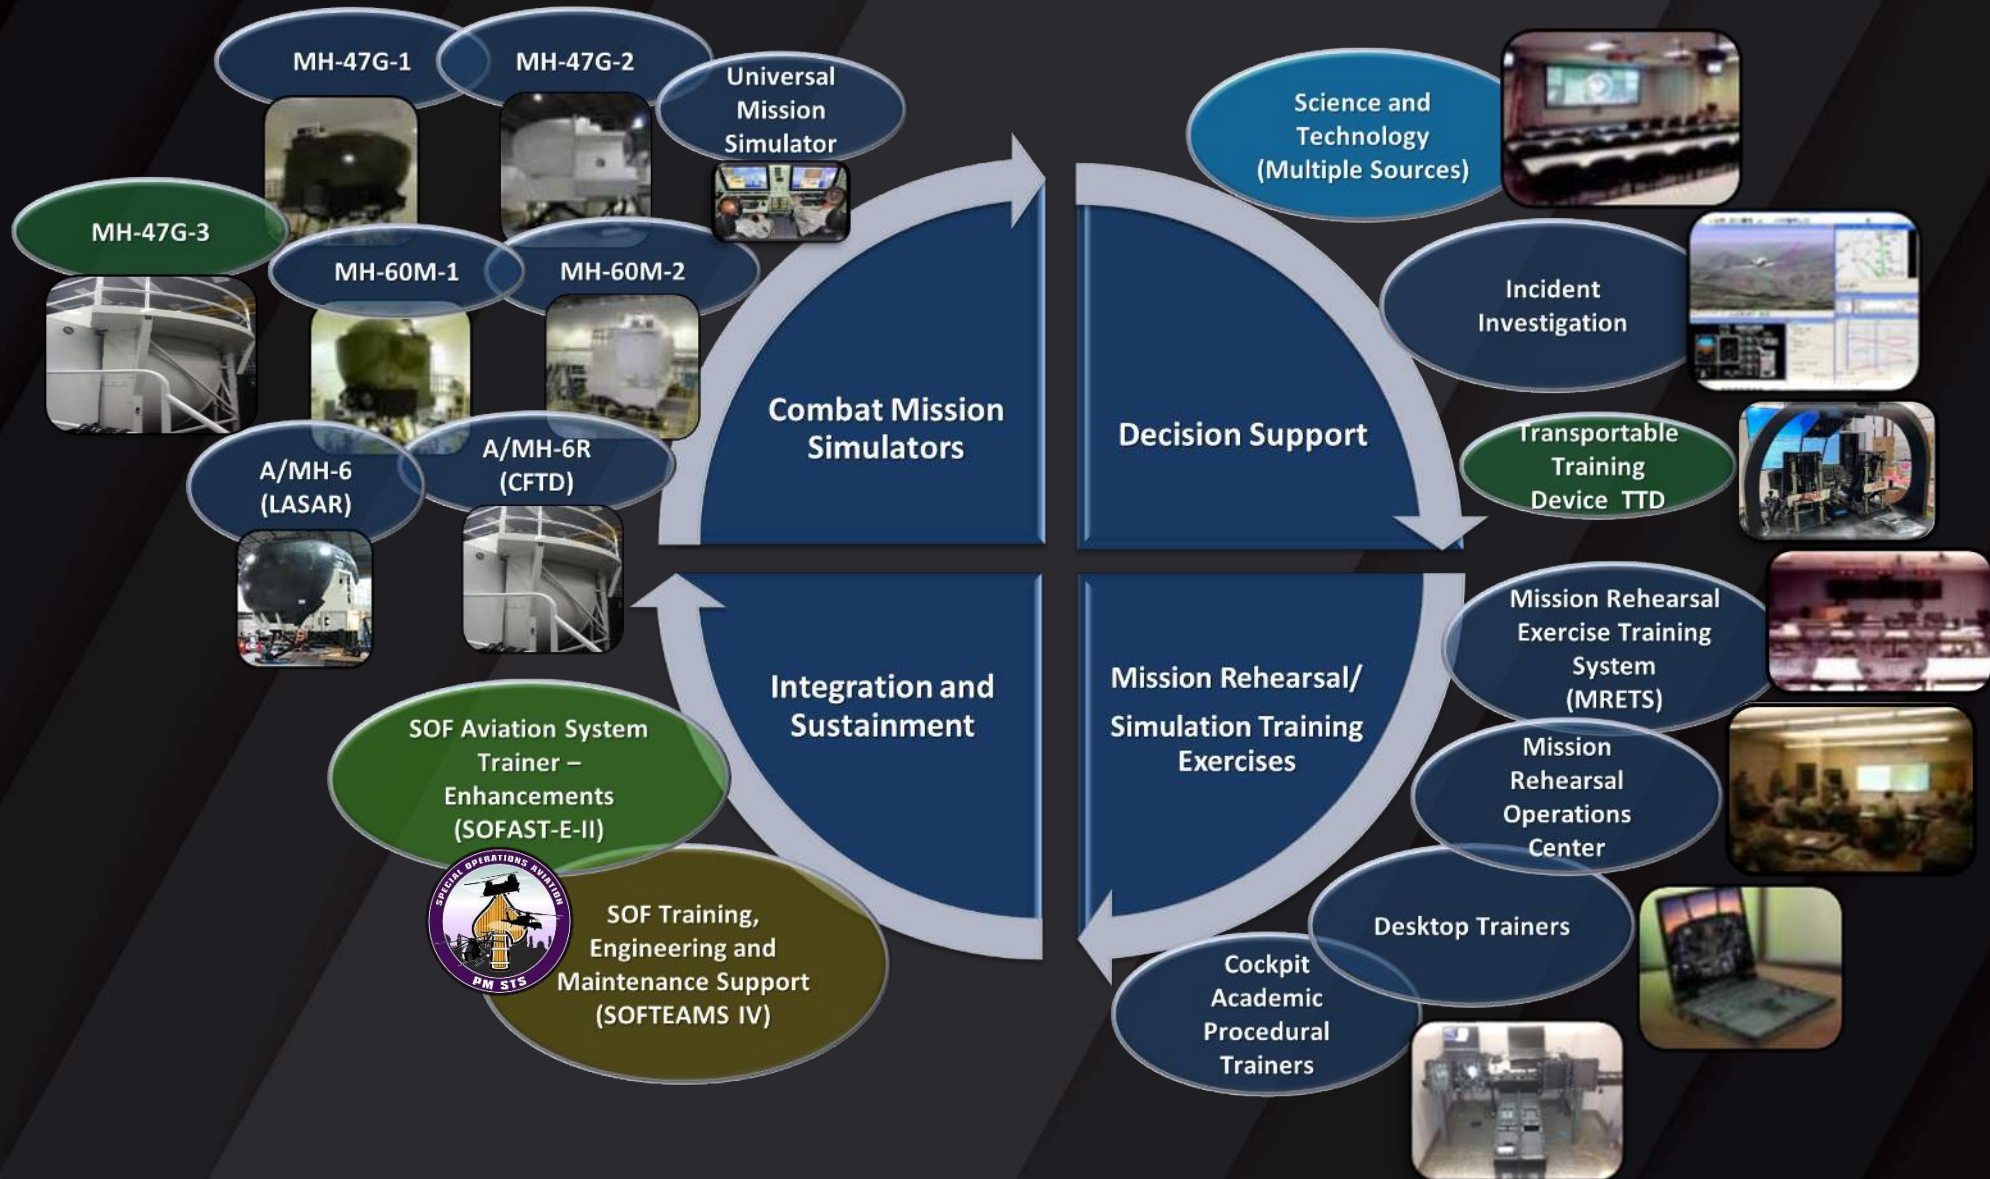 MH-47G-1
MH-47G-2
Universal
Mission
Simulator
MH-47G-3
MH-60M-1
MH-60M-2
A/MH-6
(LASAR)
A/MH-6R
(CFTD)
Combat Mission
Simulators
Decision Support
Science and
Technology
(Multiple Sources)
Incident
Investigation
Transportable
Training
Device TTD
Mission Rehearsal
Exercise Training
System
(MRETS)
Mission
Rehearsal
Operations
Center
Desktop Trainers
Cockpit
Academic
Procedural
Trainers
Mission Rehearsal/
Simulation Training
Exercises
Integration and
Sustainment
SOF Aviation System
Trainer –
Enhancements
(SOFAST-E-II)
SPECIAL OPERATIONS AVIATION
PM STS
SOF Training,
Engineering and
Maintenance Support
(SOFTEAMS IV)